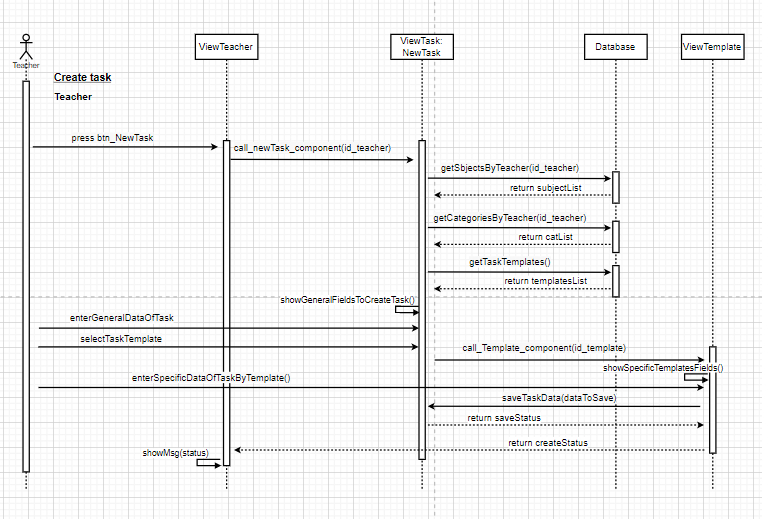 ViewTeacher
ViewTask:
NewTask
Database
ViewTemplate
Teacher
Create task
Teacher
press btn_NewTask
call_newTask_component(id_teacher)
getSbjectsByTeacher(id_teacher)
return subjectList
getCategoriesByTeacher(id_teacher)
return catList
getTaskTemplates()
return templatesList
showGeneralFieldsToCreateTask()
enterGeneralDataOfTask
selectTaskTemplate
call_Template_component(id_template)
showSpecificTemplatesFields()
enterSpecificDataOfTaskByTemplate()
saveTaskData(dataToSave)
return saveStatus
return createStatus
showMsg(status)